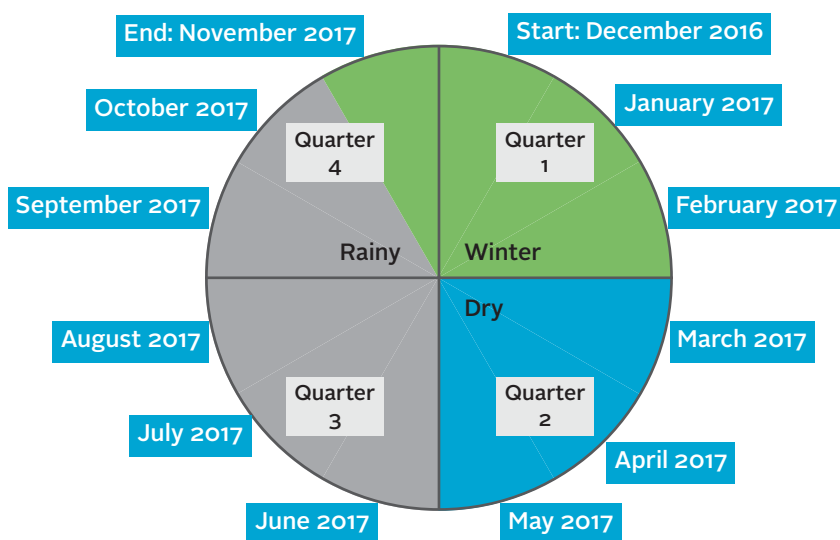 End: November 2017
Start: December 2016
October 2017
January 2017
Quarter
4
Quarter
1
September 2017
February 2017
Rainy
Winter
Dry
August 2017
March 2017
Quarter
3
Quarter
2
July 2017
April 2017
June 2017
May 2017